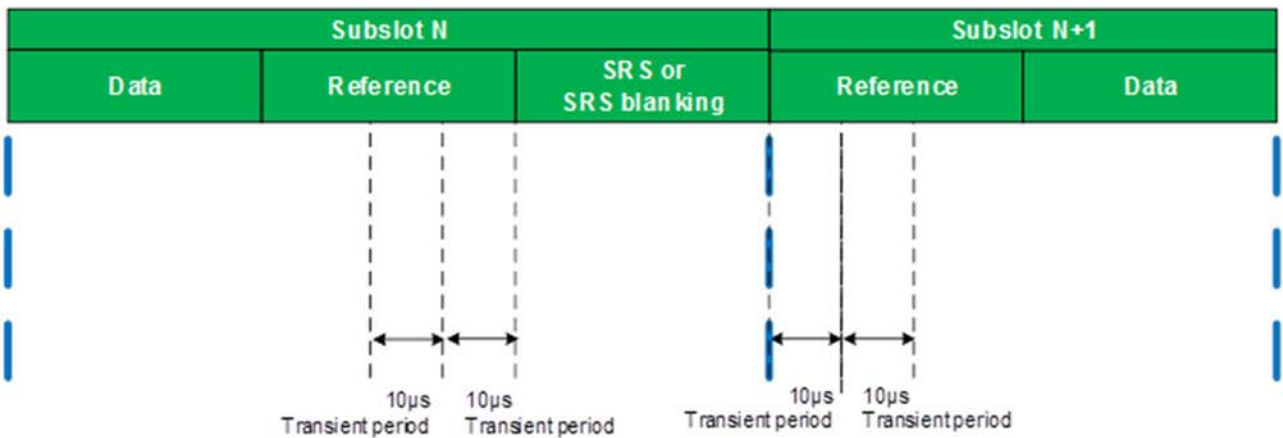 Subslot N
Subslot N+1
Data
Reference
SRS or
SRS blanking
Reference
Data
10μs
Transient period
10μs
Transient period
10μs
Transient period
10μs
Transient period